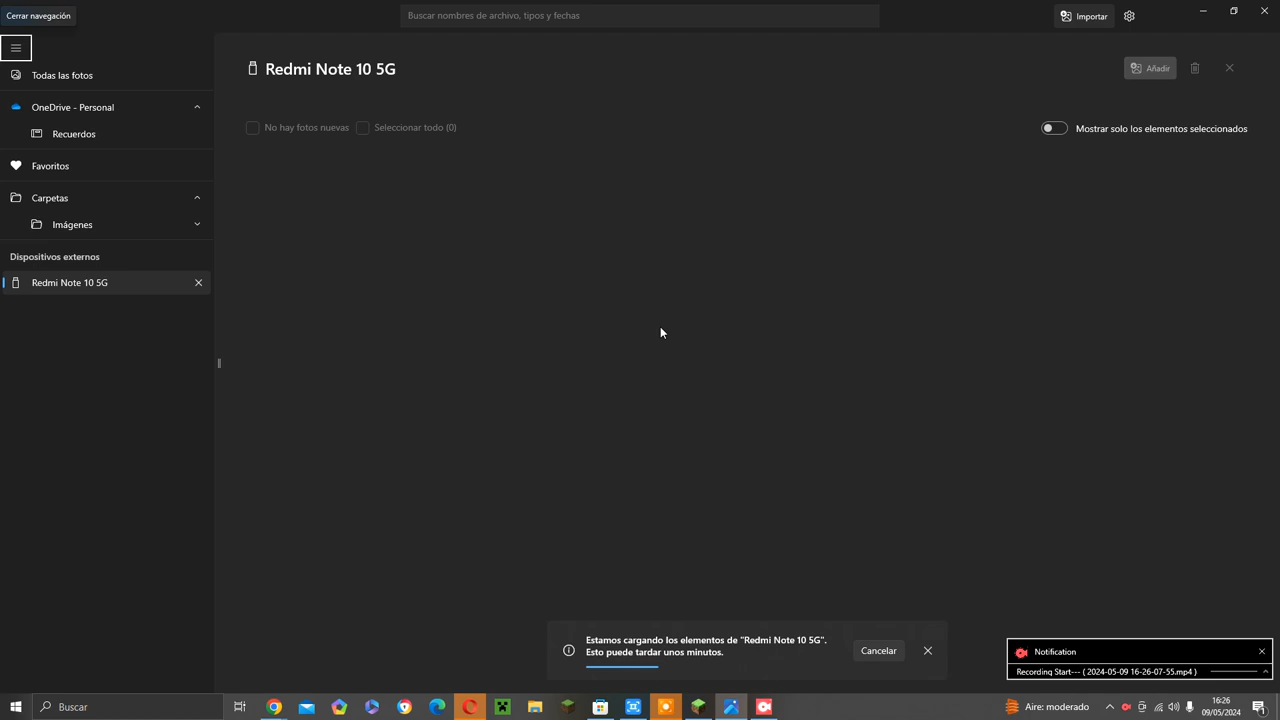 Cerrar navegación
Buscar nombres de archivo, tipos y fechas
Importar
Todas las fotos
OneDrive - Personal
Recuerdos
Favoritos
Carpetas
Imágenes
Dispositivos externos
Redmi Note 10 5G
Redmi Note 10 5G
Añadir
No hay fotos nuevas
Seleccionar todo (0)
Mostrar solo los elementos seleccionados
Estamos cargando los elementos de "Redmi Note 10 5G".
Esto puede tardar unos minutos.
Cancelar
Notification
Recording Start--- ( 2024-05-09 16-26-07-55.mp4 )
Buscar
Aire: moderado
16:26
09/05/2024